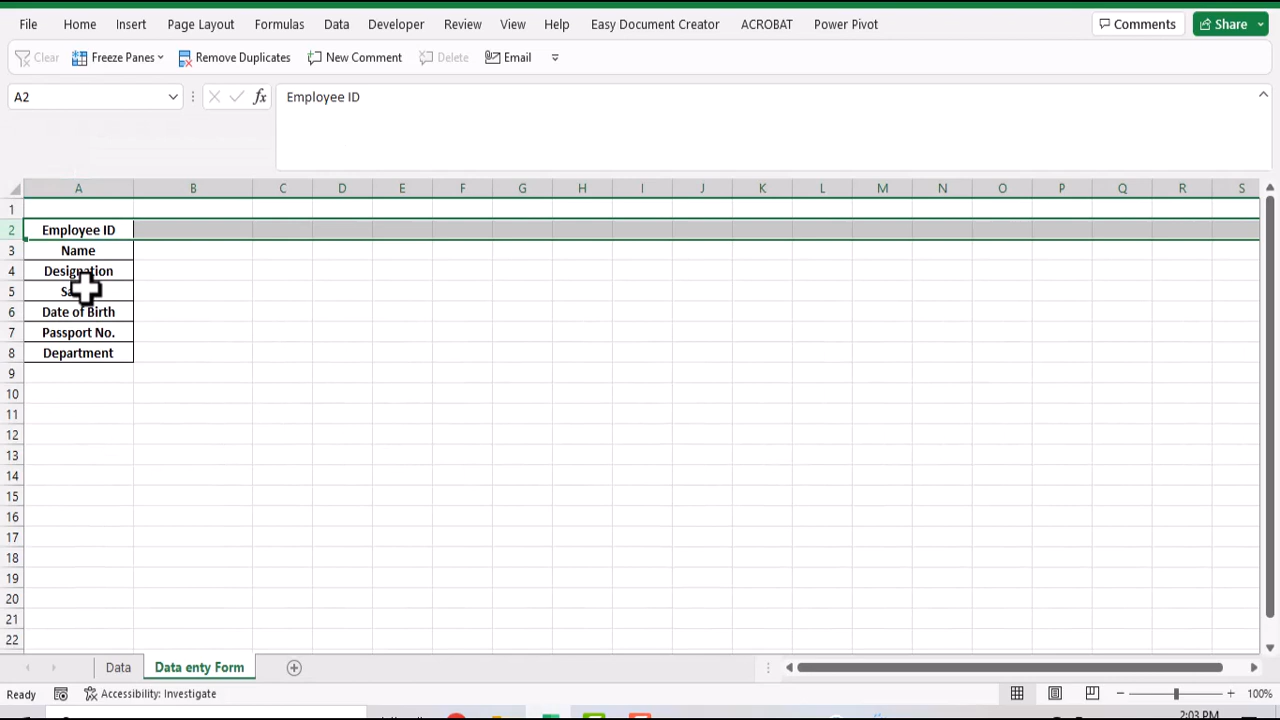 File Home Insert Page Layout Formulas Data Developer Review View Help Easy Document Creator ACROBAT Power Pivot Comments Share
Clear Freeze Panes Remove Duplicates New Comment Delete Email
A2 fx Employee ID
A B C D E F G H I J K L M N O P Q R S
1
2 Employee ID
3 Name
4 Designation
5
6 Date of Birth
7 Passport No.
8 Department
9
10
11
12
13
14
15
16
17
18
19
20
21
22
Data Data enty Form
Ready Accessibility: Investigate 100%
2:03 PM